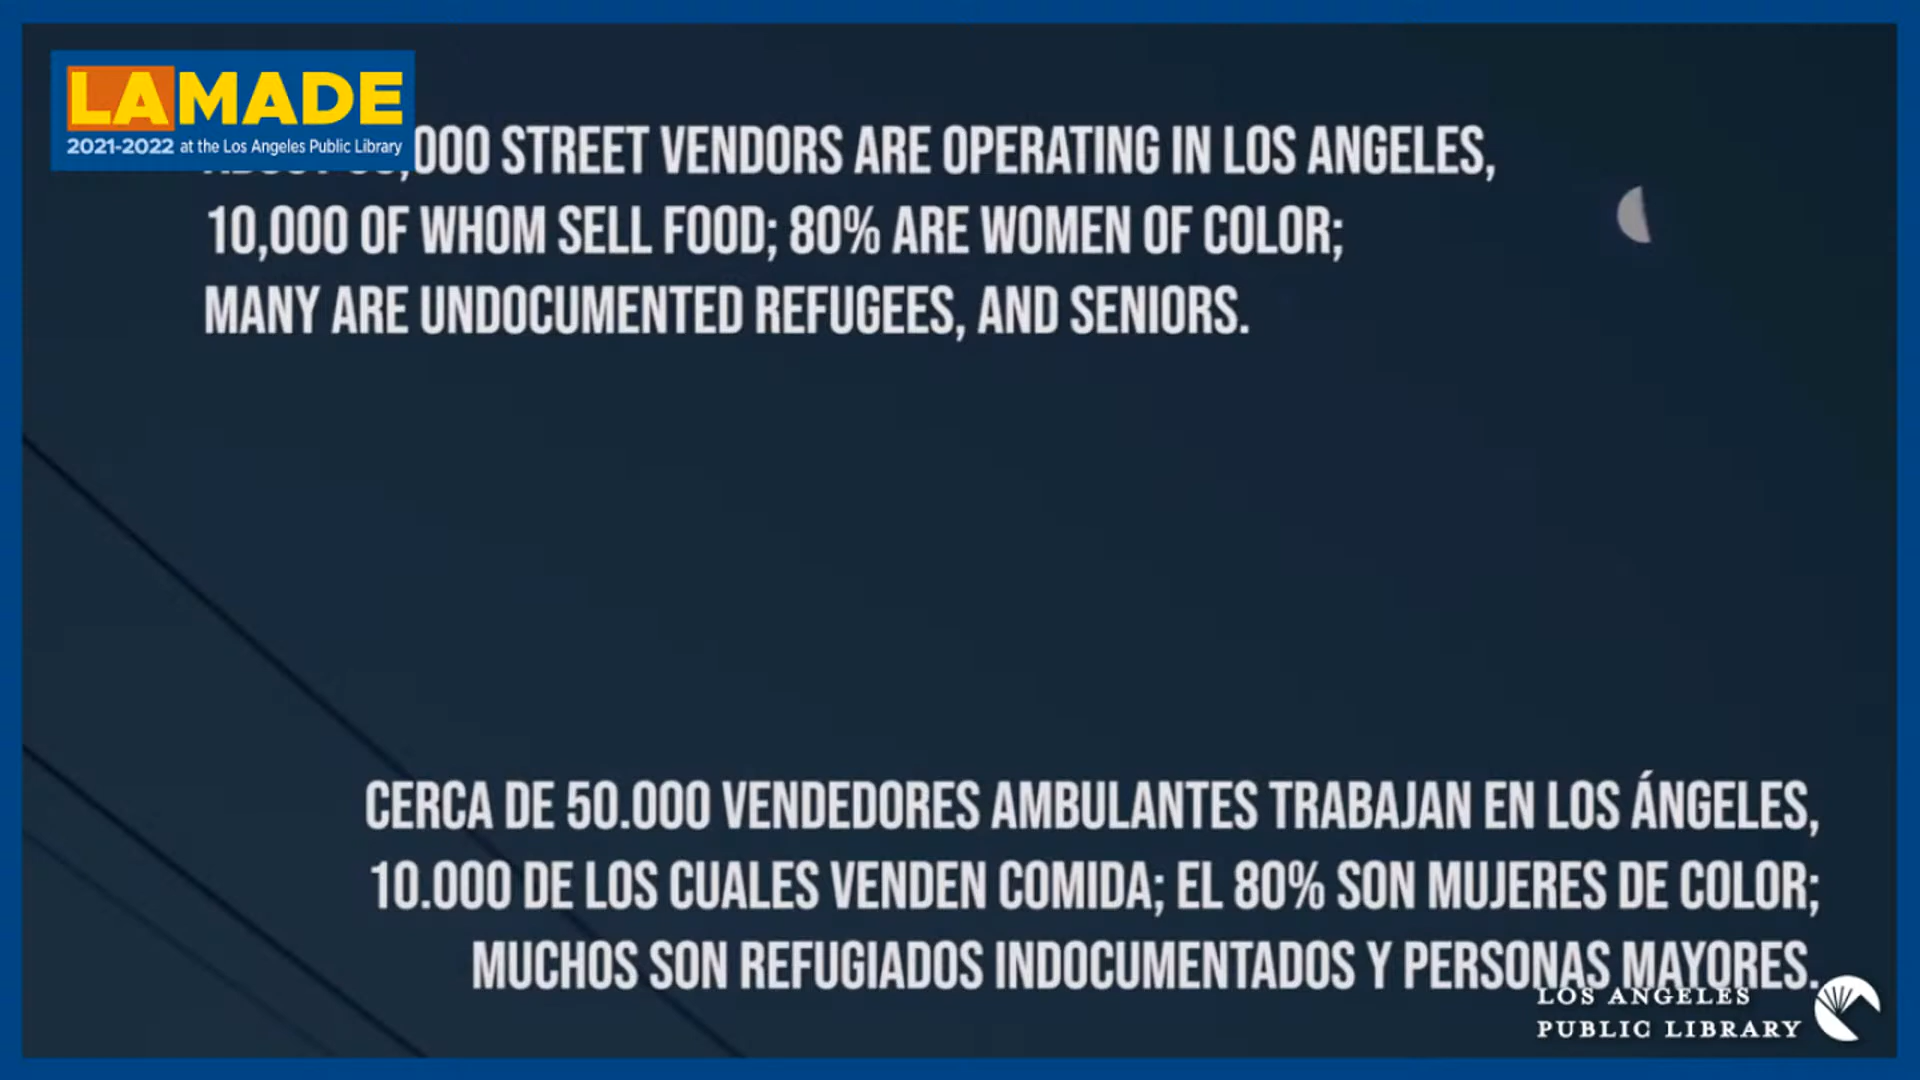 LAMADE
2021-2022 at the Los Angeles Public Library
,000 STREET VENDORS ARE OPERATING IN LOS ANGELES,
10,000 OF WHOM SELL FOOD; 80% ARE WOMEN OF COLOR;
MANY ARE UNDOCUMENTED REFUGEES, AND SENIORS.
CERCA DE 50.000 VENDEDORES AMBULANTES TRABAJAN EN LOS ÁNGELES,
10.000 DE LOS CUALES VENDEN COMIDA; EL 80% SON MUJERES DE COLOR;
MUCHOS SON REFUGIADOS INDOCUMENTADOS Y PERSONAS MAYORES.
LOS ANGELES
PUBLIC LIBRARY